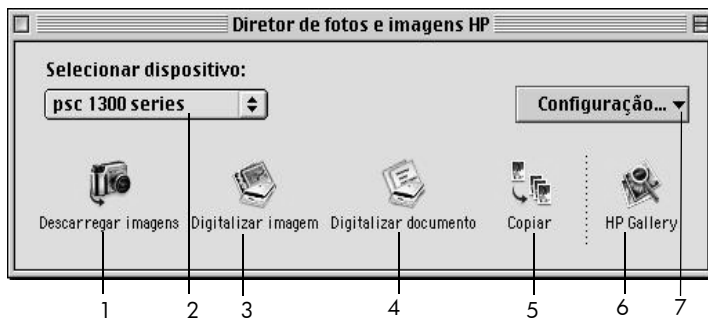 Diretor de fotos e imagens HP
Selecionar dispositivo:
psc 1300 series
Configuração...
Descarregar imagens
Digitalizar imagem
Digitalizar documento
Copiar
HP Gallery
1 2 3 4 5 6 7